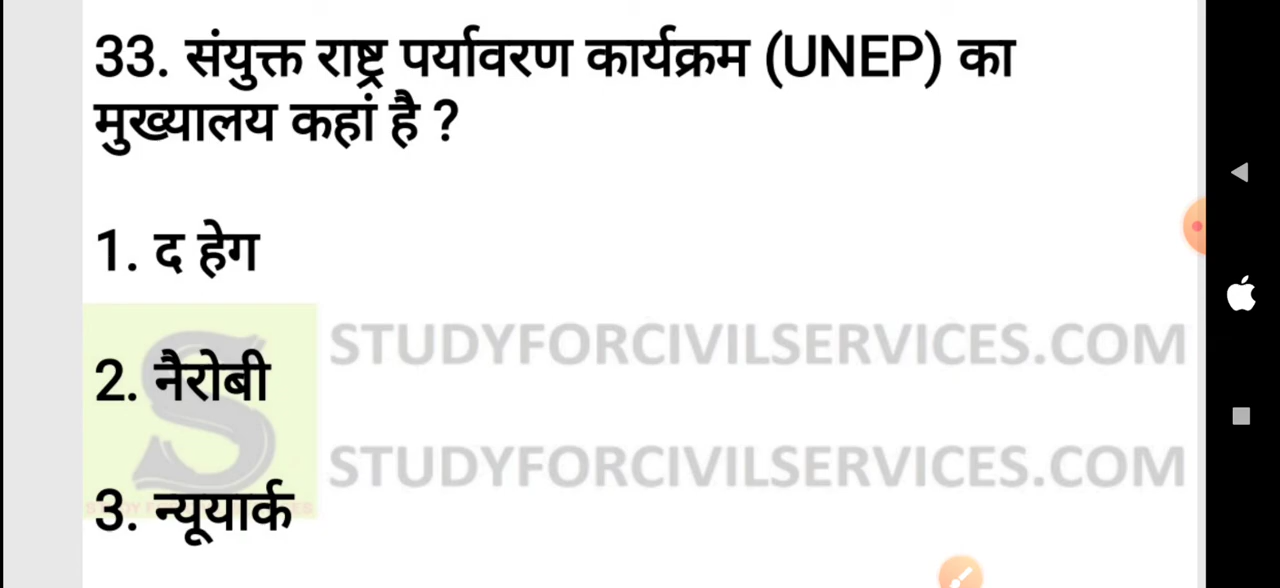 33. संयुक्त राष्ट्र पर्यावरण कार्यक्रम (UNEP) का
मुख्यालय कहां है ?
1. द हेग
STUDYFORCIVILSERVICES.COM
2. नैरोबी
STUDYFORCIVILSERVICES.COM
3. न्यूयार्क